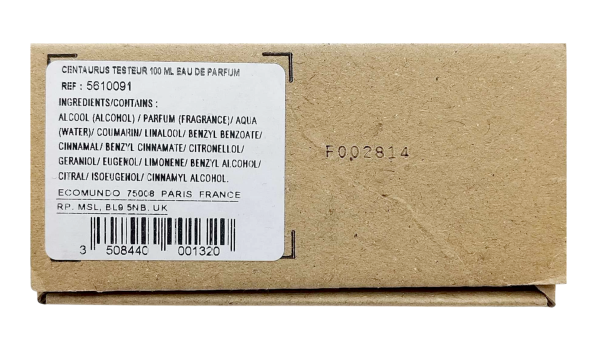 CENTAURUS TESTEUR 100 ML EAU DE PARFUM
REF : 5610091
INGREDIENTS/CONTAINS :
ALCOOL (ALCOHOL) / PARFUM (FRAGRANCE)/ AQUA
(WATER)/ COUMARIN/ LINALOOL/ BENZYL BENZOATE/
CINNAMAL/ BENZYL CINNAMATE/ CITRONELLOL/
GERANIOL/ EUGENOL/ LIMONENE/ BENZYL ALCOHOL/
CITRAL/ ISOEUGENOL/ CINNAMYL ALCOHOL.
ECOMUNDO 75008 PARIS FRANCE
RP. MSL, BL9 5NB, UK
3 508440 001320
P002814